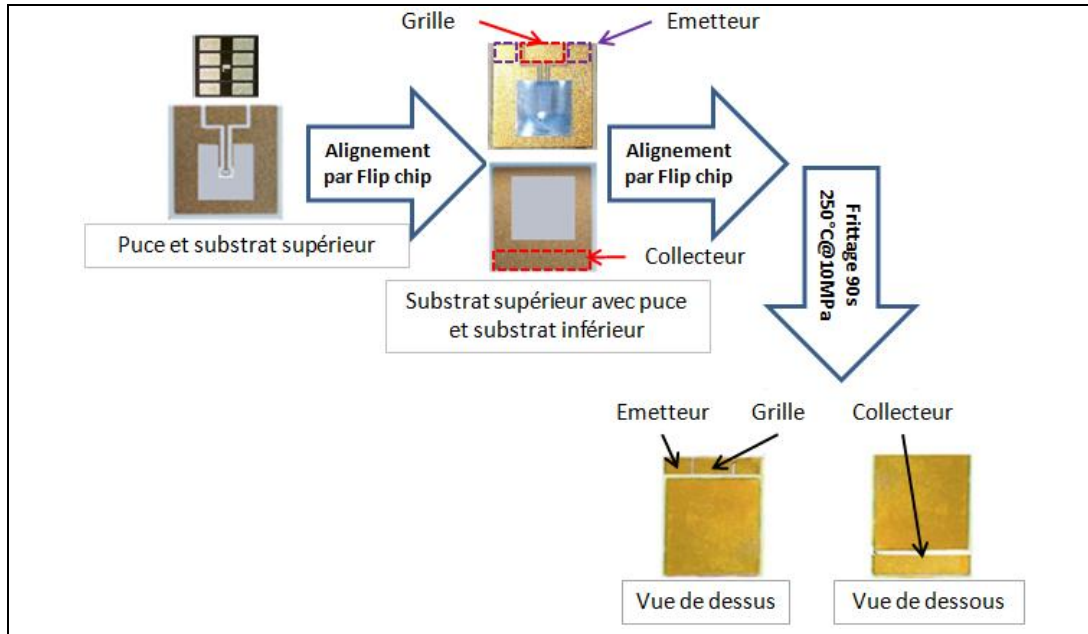 Grille
Emetteur
Alignement
par Flip chip
Alignement
par Flip chip
Puce et substrat supérieur
Collecteur
Substrat supérieur avec puce
et substrat inférieur
Frittage 90s
250°C@10MPa
Emetteur
Grille
Collecteur
Vue de dessus
Vue de dessous